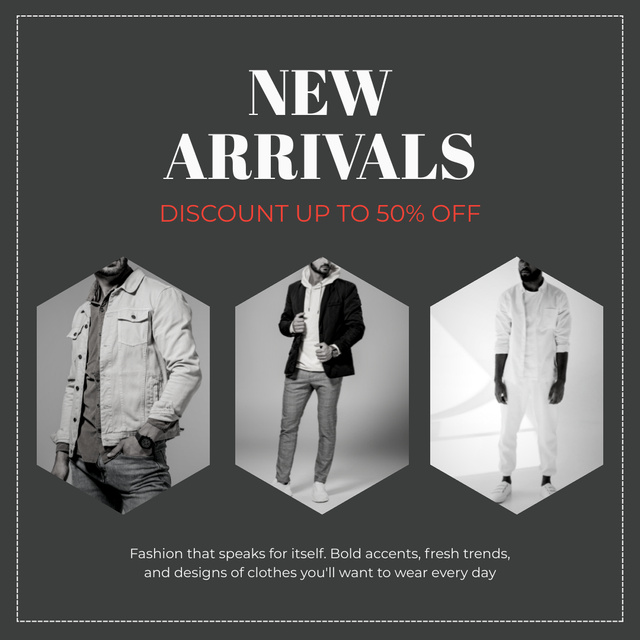 NEW
ARRIVALS
DISCOUNT UP TO 50% OFF
Fashion that speaks for itself. Bold accents, fresh trends,
and designs of clothes you'll want to wear every day